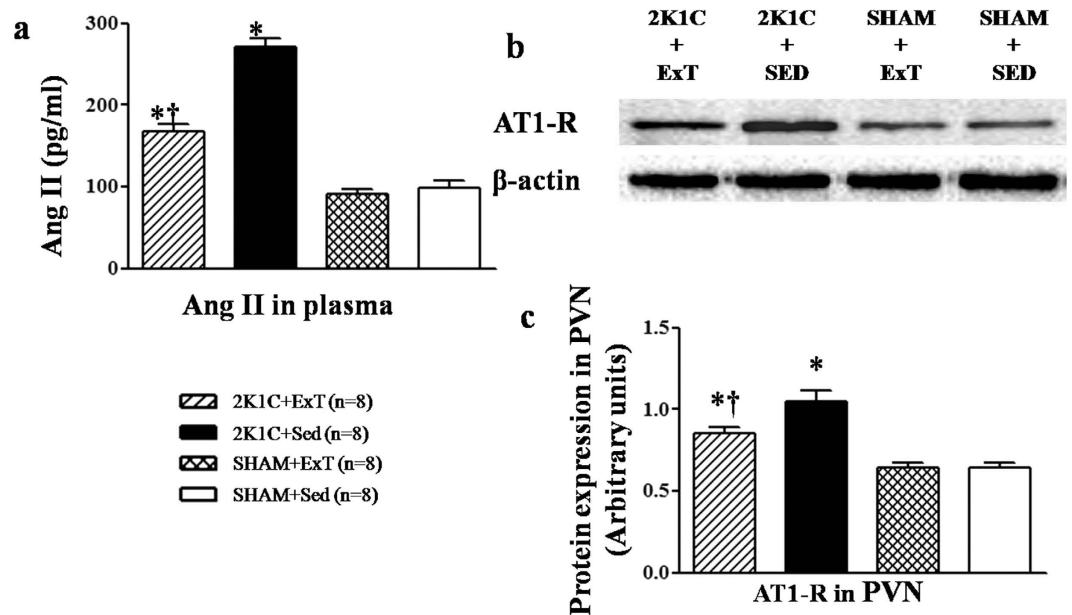 a
300
200
100
0
Ang II (pg/ml)
*†
*
Ang II in plasma
2K1C+ExT (n=8)
2K1C+Sed (n=8)
SHAM+ExT (n=8)
SHAM+Sed (n=8)
b
2K1C + ExT
2K1C + SED
SHAM + ExT
SHAM + SED
AT1-R
β-actin
c
Protein expression in PVN
(Arbitrary units)
1.5
1.0
0.5
0.0
*†
*
AT1-R in PVN